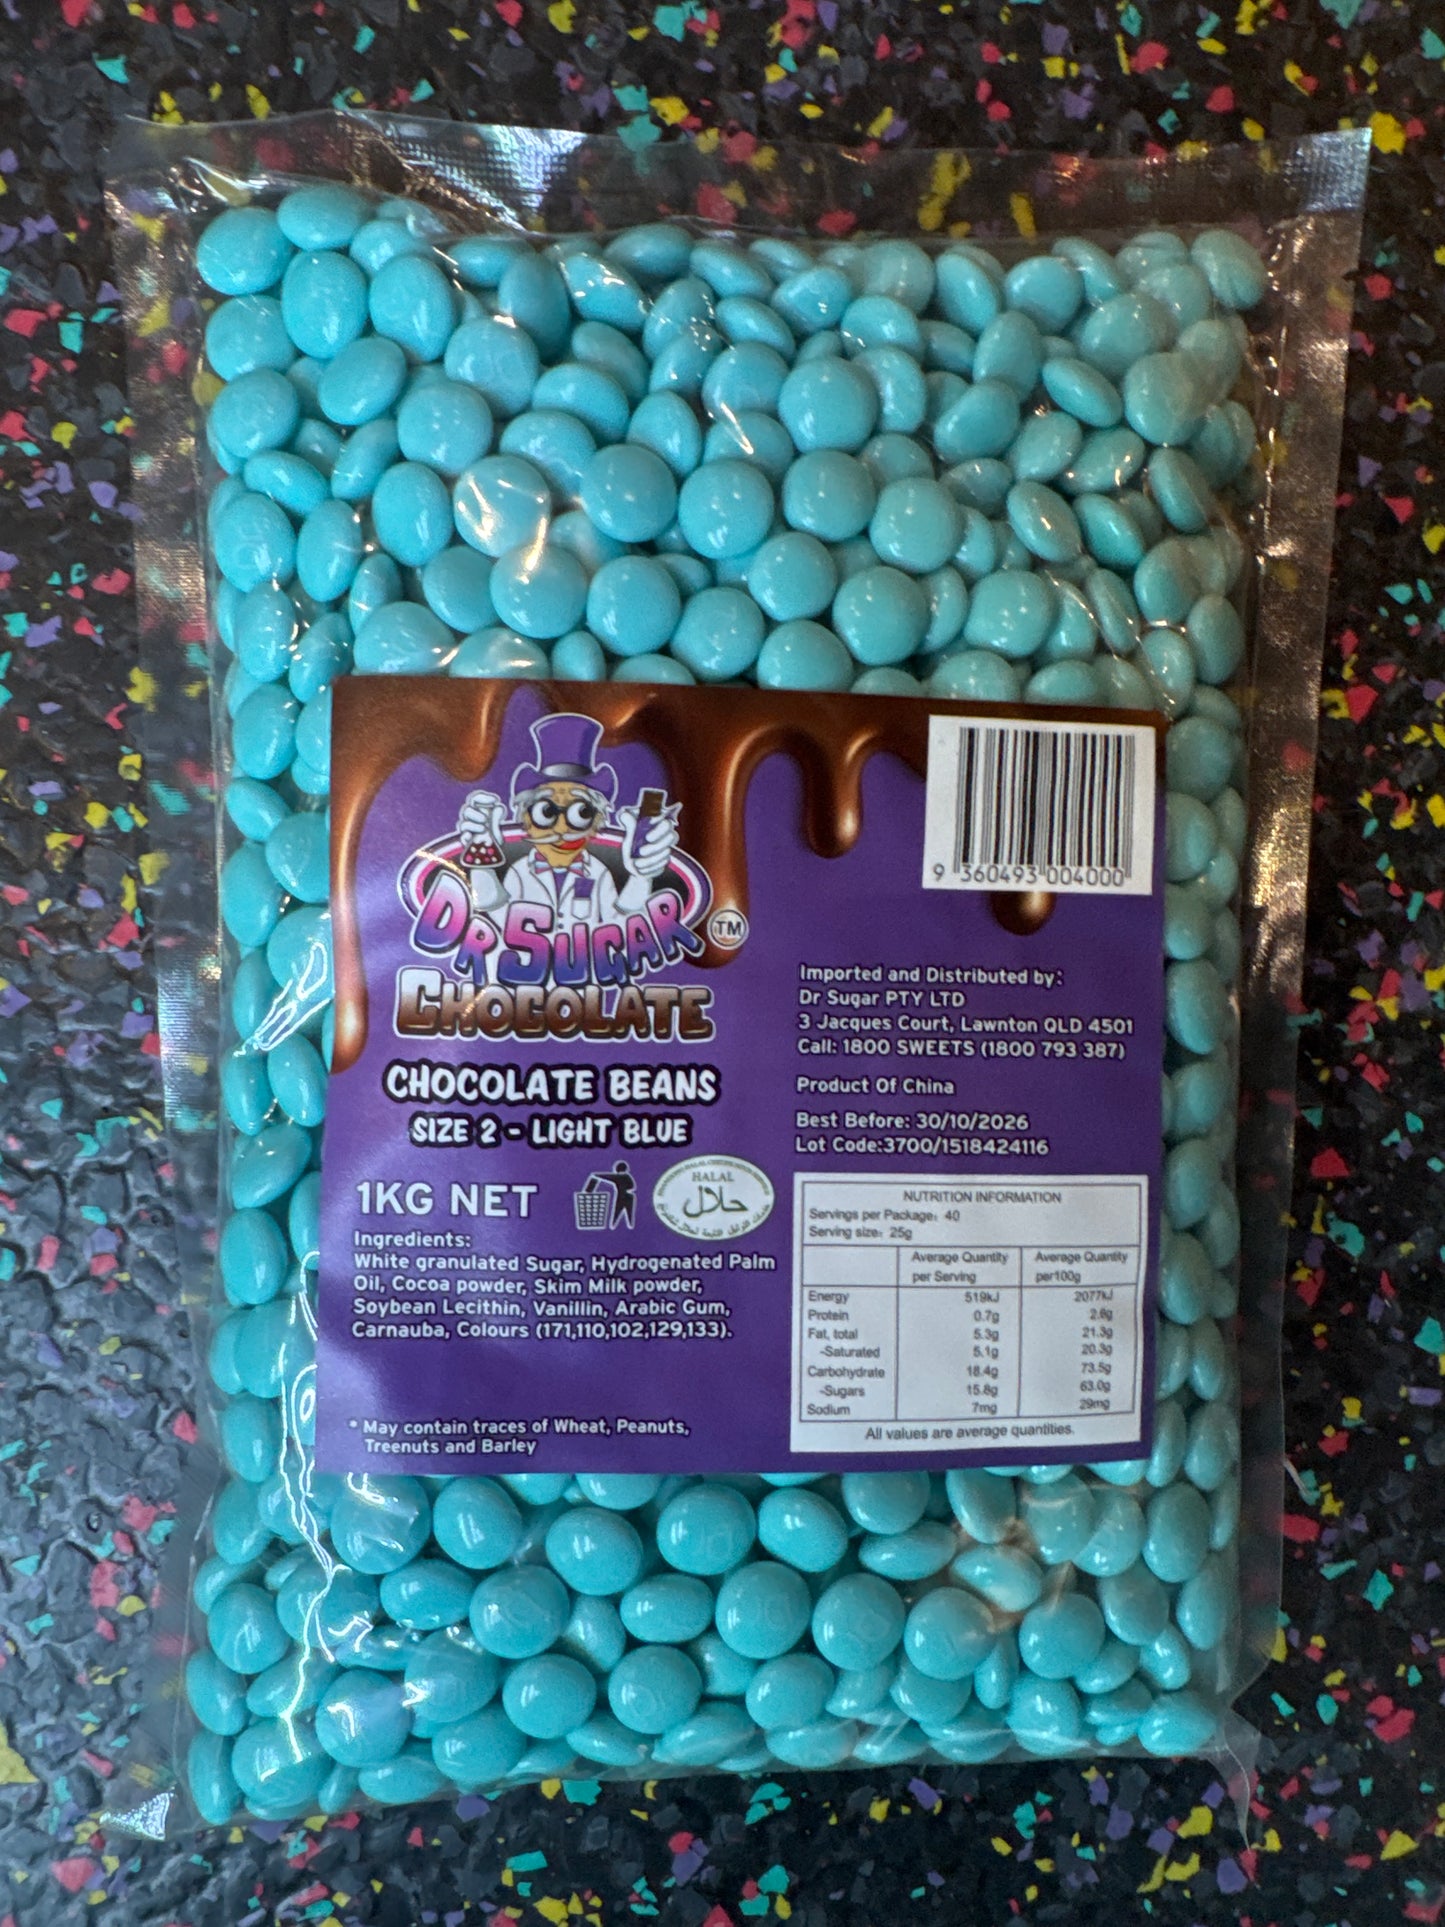 DR SUGAR TM
CHOCOLATE
CHOCOLATE BEANS
SIZE 2 - LIGHT BLUE
1KG NET
HALAL
حلال
Ingredients:
White granulated Sugar, Hydrogenated Palm
Oil, Cocoa powder, Skim Milk powder,
Soybean Lecithin, Vanillin, Arabic Gum,
Carnauba, Colours (171,110,102,129,133).
* May contain traces of Wheat, Peanuts,
Treenuts and Barley
9 360493 004000
Imported and Distributed by:
Dr Sugar PTY LTD
3 Jacques Court, Lawnton QLD 4501
Call: 1800 SWEETS (1800 793 387)
Product Of China
Best Before: 30/10/2026
Lot Code:3700/1518424116
NUTRITION INFORMATION
Servings per Package: 40
Serving size: 25g
Average Quantity Average Quantity
per Serving per100g
Energy 519kJ 2077kJ
Protein 0.7g 2.6g
Fat, total 5.3g 21.3g
-Saturated 5.1g 20.3g
Carbohydrate 18.4g 73.5g
-Sugars 15.8g 63.0g
Sodium 7mg 29mg
All values are average quantities.